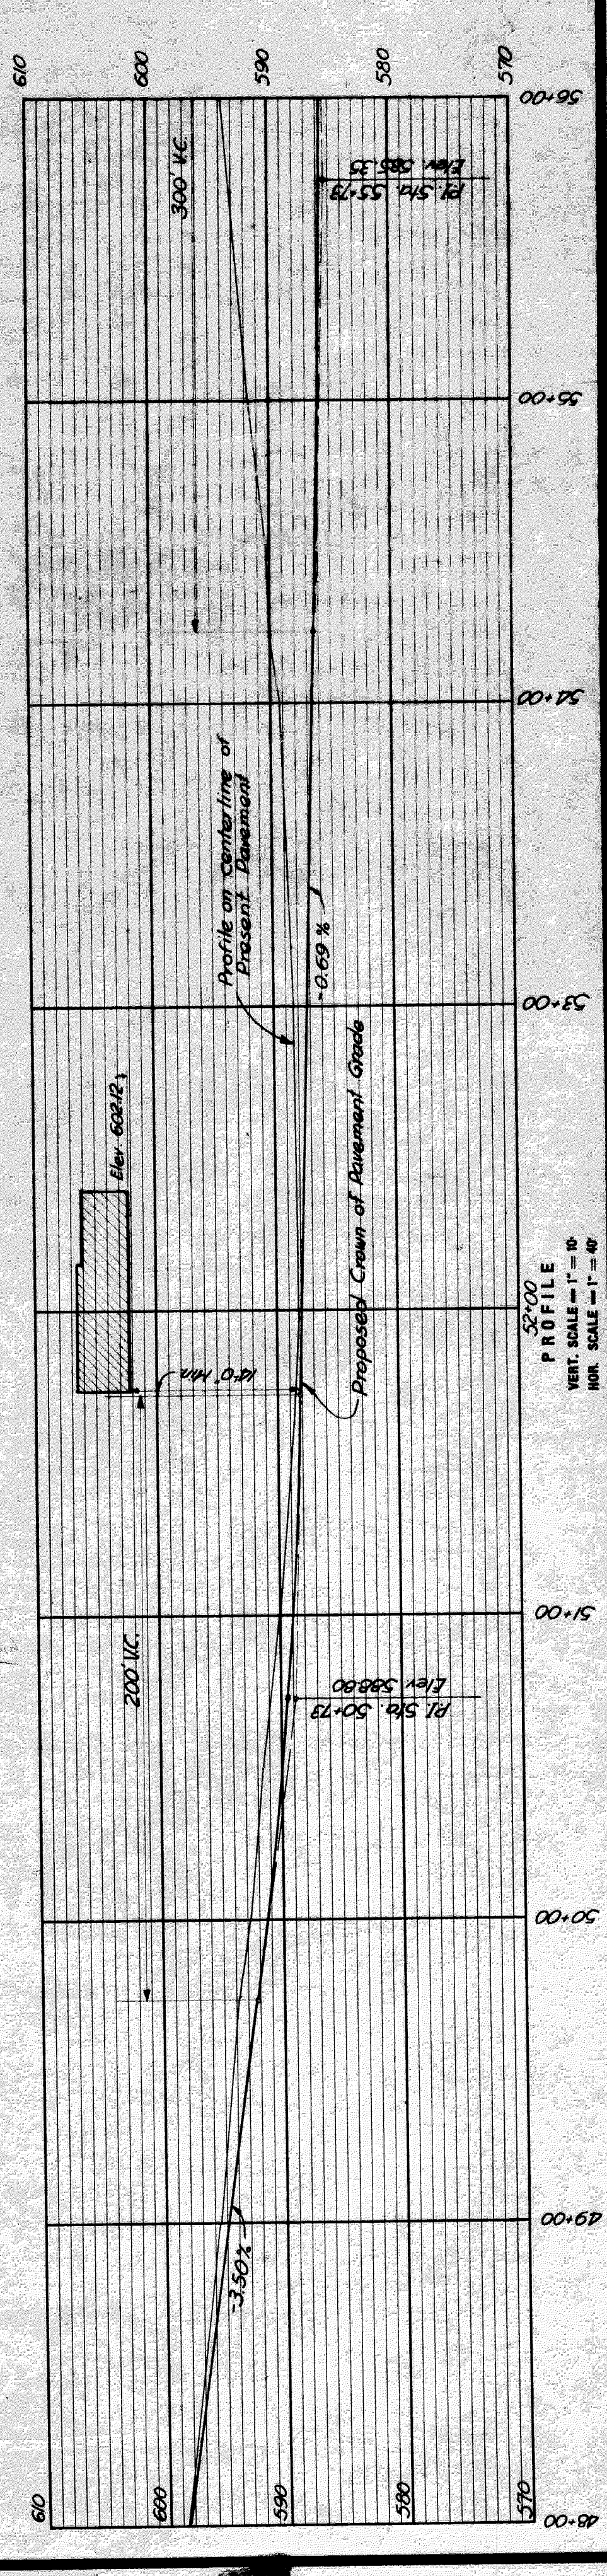 610
600
590
580
570
56+00
300' V.C.
P.I. Sta. 55+73
Elev. 585.35
55+00
54+00
Profile on Centerline of
Present Pavement
-0.69 %
53+00
Elev. 602.12
Proposed Crown of Pavement Grade
14'-0" Min.
52+00
PROFILE
VERT. SCALE — 1" = 10'
HOR. SCALE — 1" = 40'
200' V.C.
51+00
P.I. Sta. 50+73
Elev. 588.80
50+00
49+00
-3.50%
610
600
590
580
570
48+00